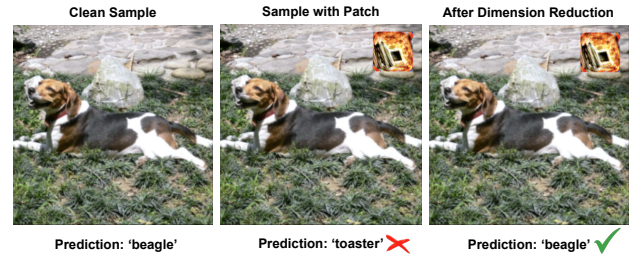 Clean Sample
Sample with Patch
After Dimension Reduction
Prediction: ‘beagle’
Prediction: ‘toaster’
Prediction: ‘beagle’